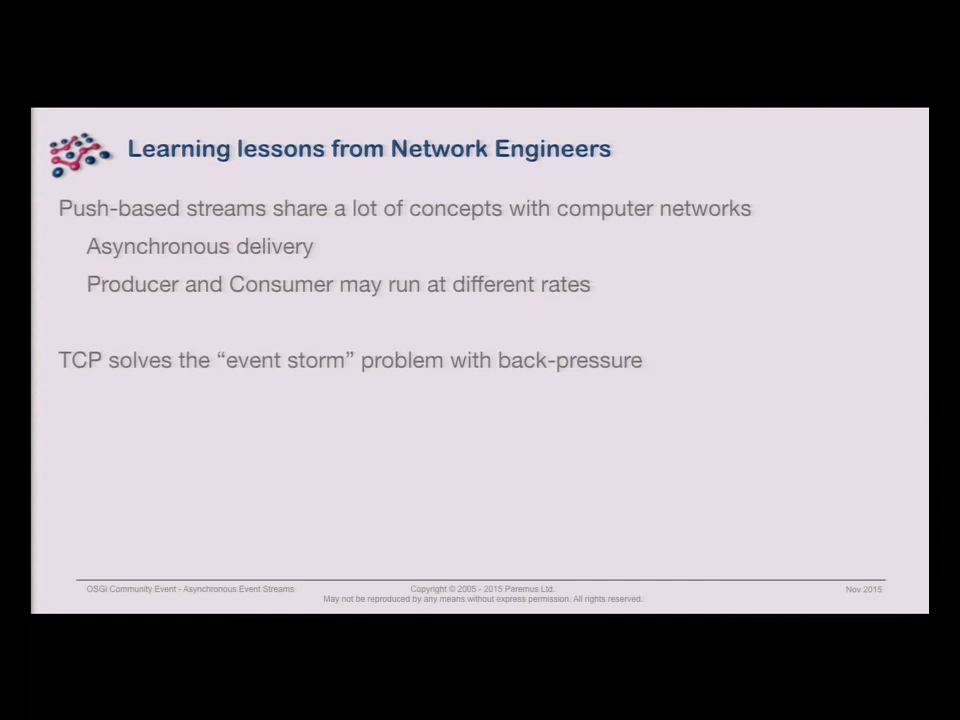 Learning lessons from Network Engineers
Push-based streams share a lot of concepts with computer networks
Asynchronous delivery
Producer and Consumer may run at different rates
TCP solves the “event storm” problem with back-pressure
OSGi Community Event - Asynchronous Event Streams
Copyright © 2005 - 2015 Paremus Ltd.
May not be reproduced by any means without express permission. All rights reserved.
Nov 2015